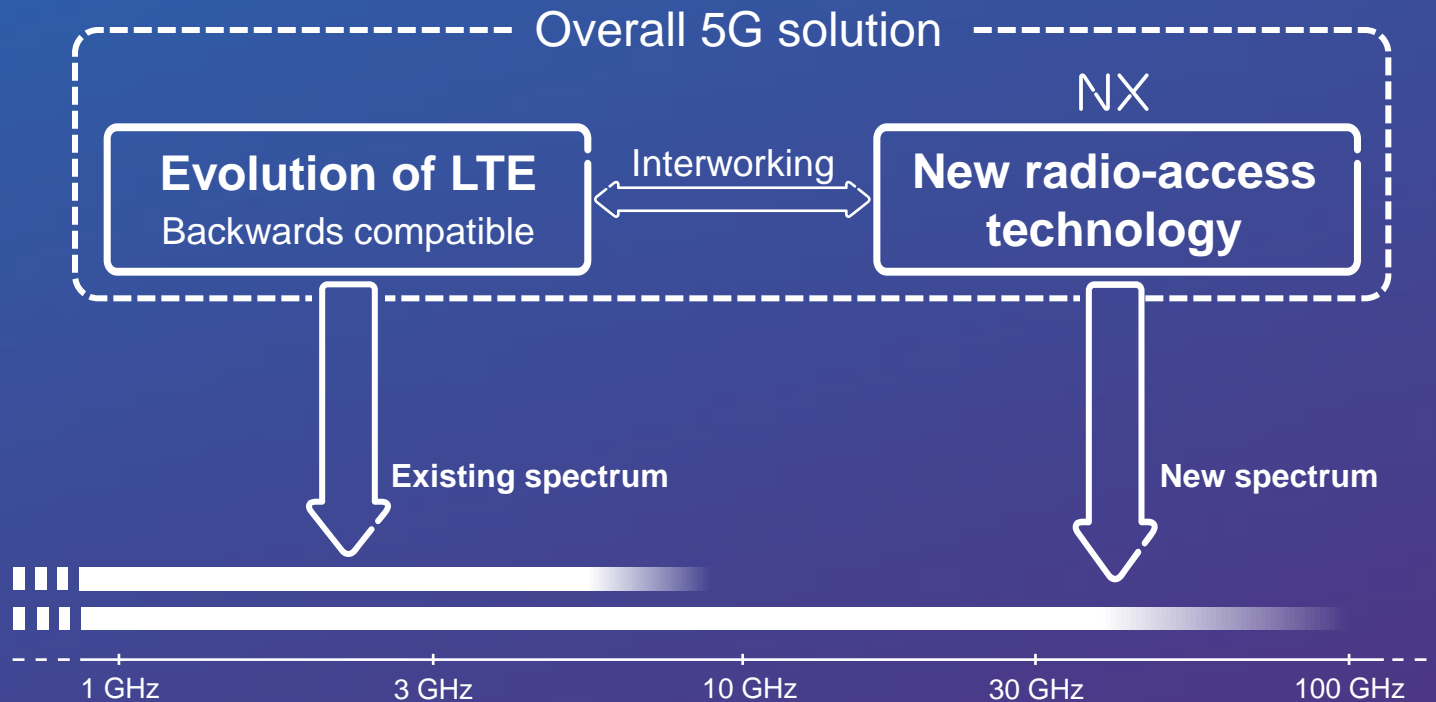 Overall 5G solution
NX
Evolution of LTE
Backwards compatible
Interworking
New radio-access
technology
Existing spectrum
New spectrum
1 GHz
3 GHz
10 GHz
30 GHz
100 GHz